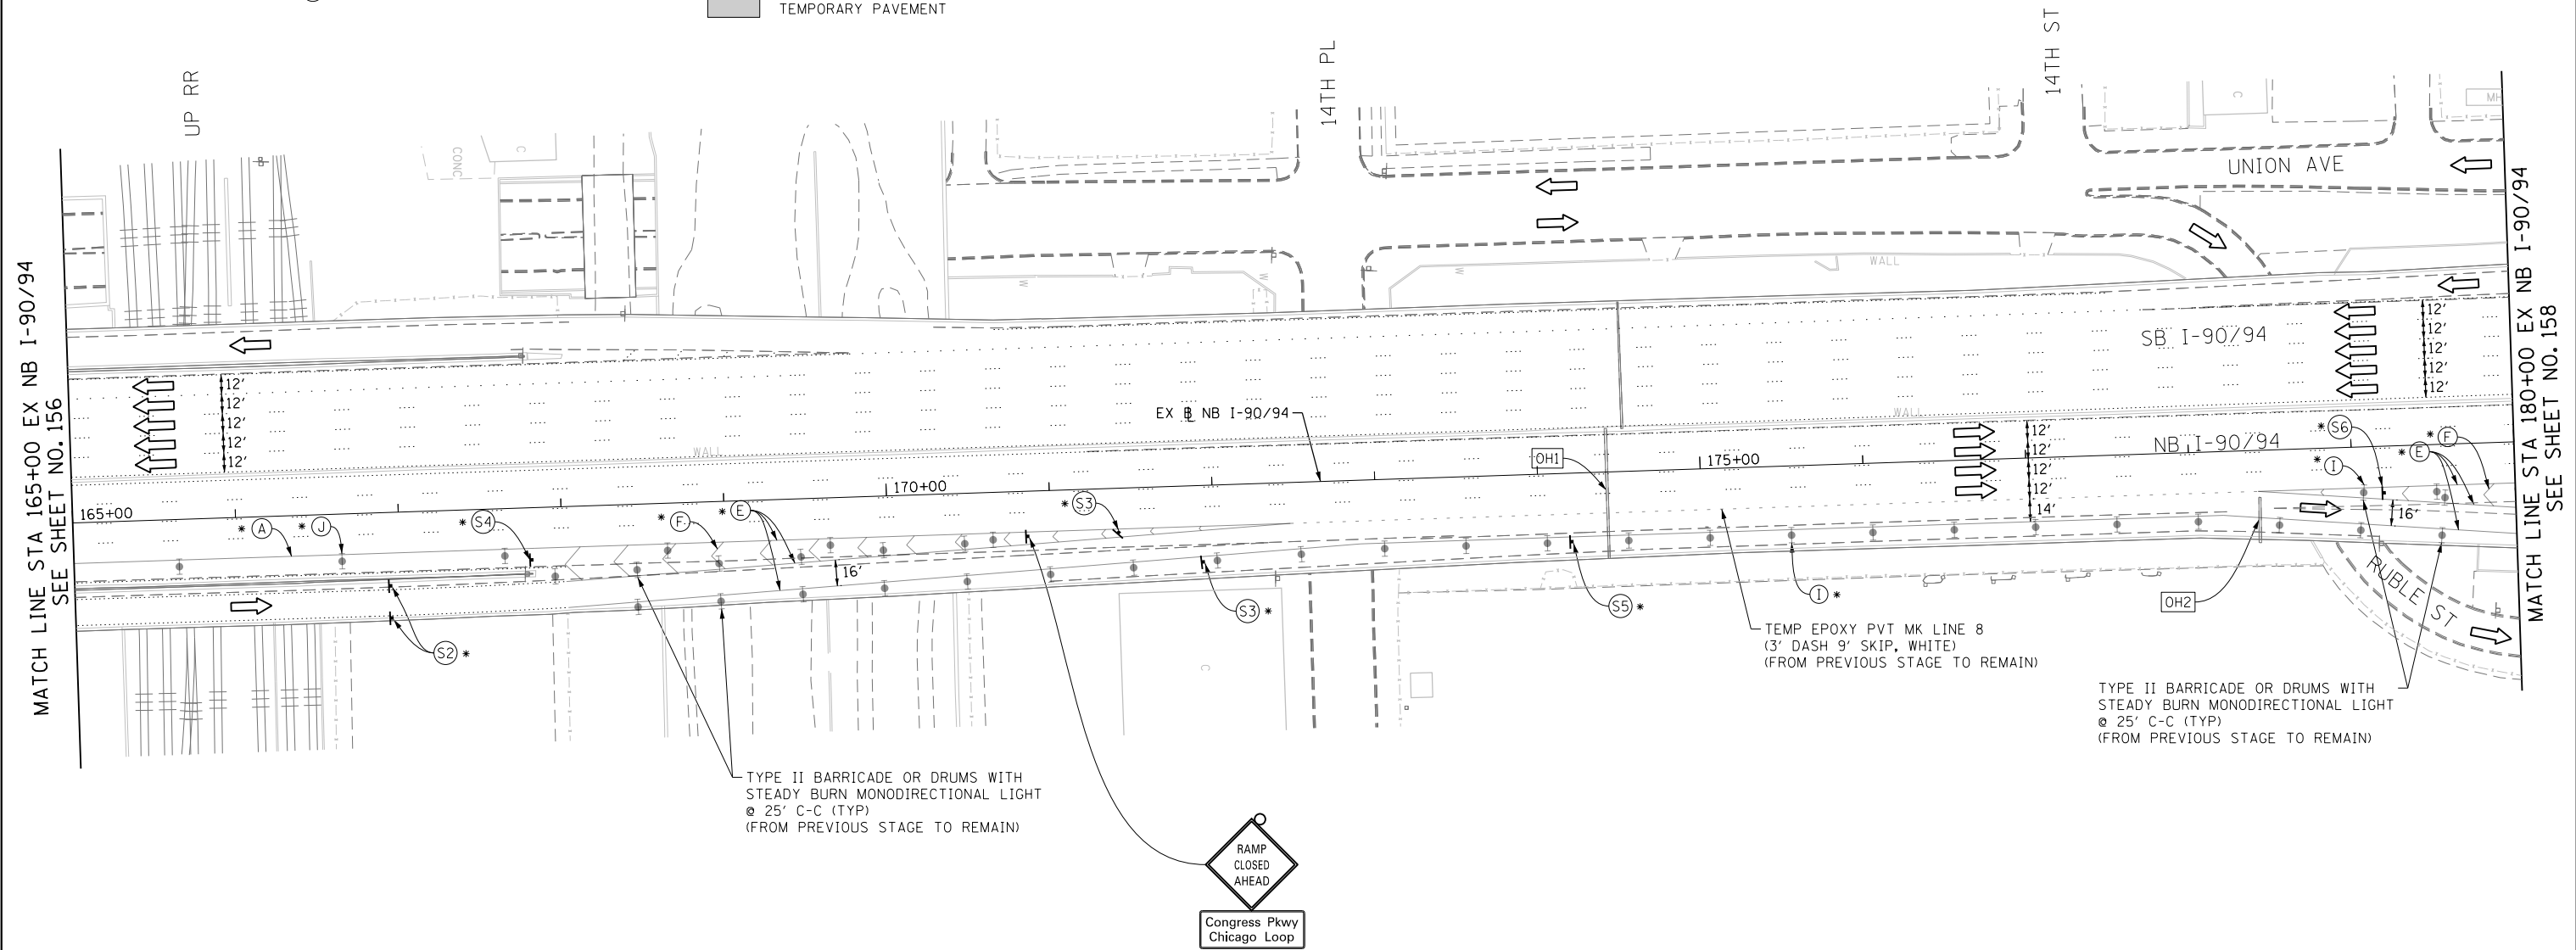 TEMPORARY PAVEMENT
UP RR
14TH PL
14TH ST
CONC
C
C
MH
UNION AVE
W
W
W
WALL
MATCH LINE STA 165+00 EX NB I-90/94
SEE SHEET NO. 156
MATCH LINE STA 180+00 EX NB I-90/94
SEE SHEET NO. 158
12'
12'
12'
12'
12'
SB I-90/94
12'
12'
12'
12'
12'
WALL
WALL
EX B NB I-90/94
NB I-90/94
12'
12'
12'
12'
14'
165+00
170+00
175+00
OH1
* A
* J
* S4
* F
* E
* S3
16'
S2 *
S3 *
S5 *
I *
* S6
* I
* E
* F
16'
OH2
RUBLE ST
C
TEMP EPOXY PVT MK LINE 8
(3' DASH 9' SKIP, WHITE)
(FROM PREVIOUS STAGE TO REMAIN)
TYPE II BARRICADE OR DRUMS WITH
STEADY BURN MONODIRECTIONAL LIGHT
@ 25' C-C (TYP)
(FROM PREVIOUS STAGE TO REMAIN)
TYPE II BARRICADE OR DRUMS WITH
STEADY BURN MONODIRECTIONAL LIGHT
@ 25' C-C (TYP)
(FROM PREVIOUS STAGE TO REMAIN)
RAMP
CLOSED
AHEAD
Congress Pkwy
Chicago Loop